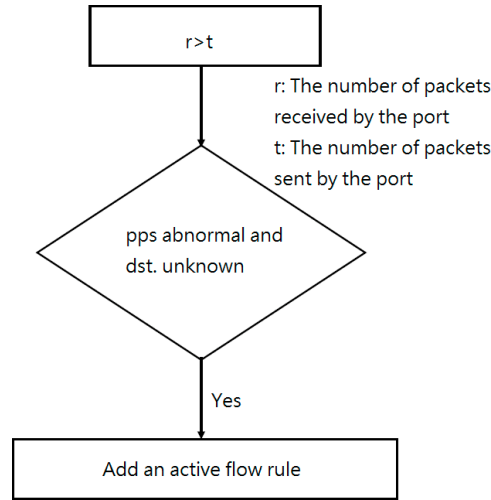 r>t
r: The number of packets
received by the port
t: The number of packets
sent by the port
pps abnormal and
dst. unknown
Yes
Add an active flow rule